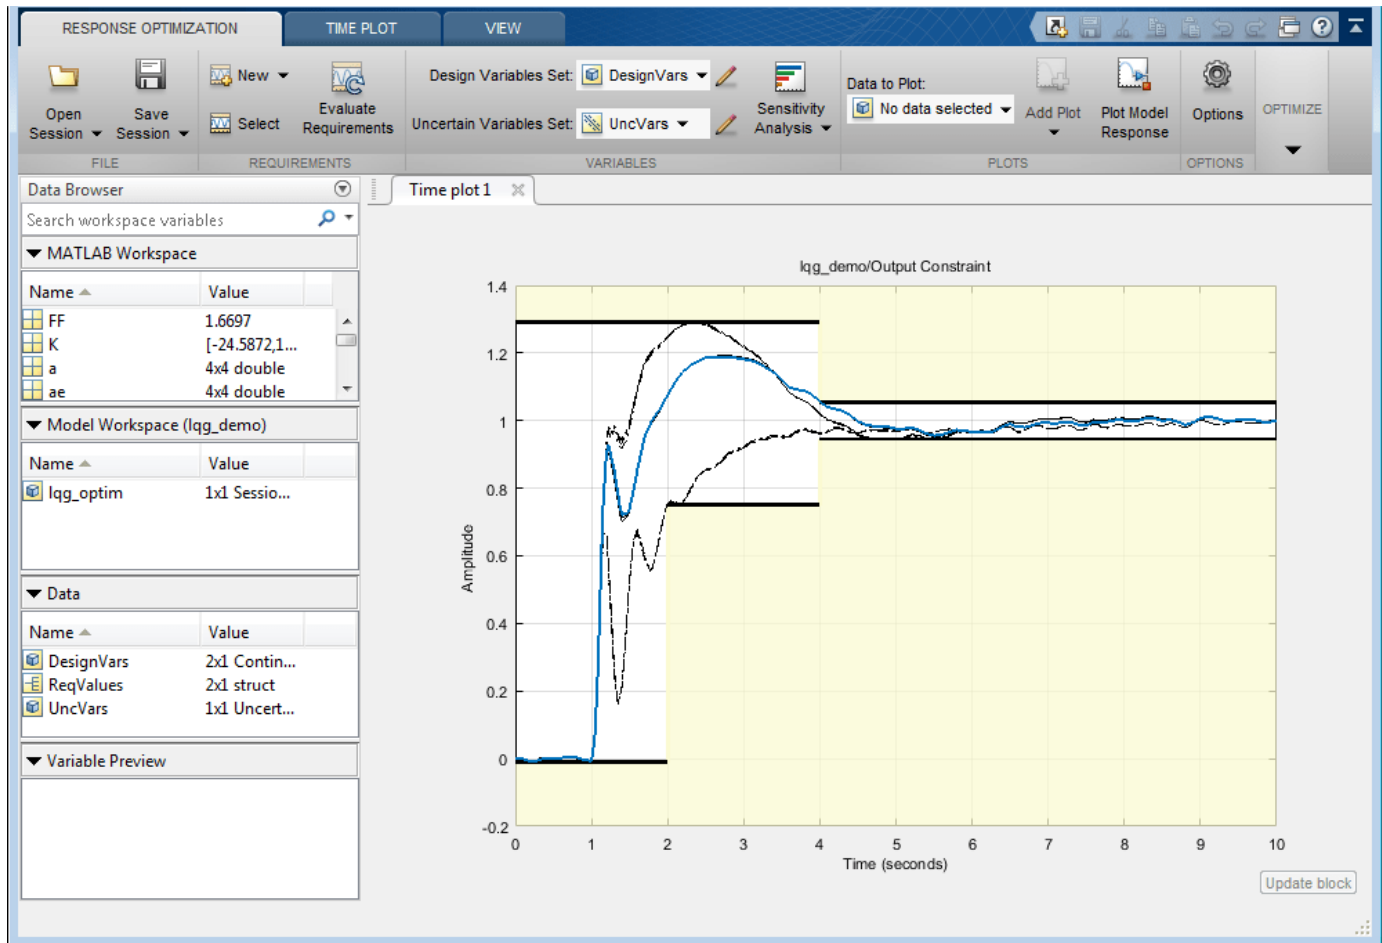 RESPONSE OPTIMIZATION TIME PLOT VIEW
Open Session
Save Session
New
Select
Evaluate Requirements
Design Variables Set: DesignVars
Uncertain Variables Set: UncVars
Sensitivity Analysis
Data to Plot:
No data selected
Add Plot
Plot Model Response
Options
OPTIMIZE
FILE REQUIREMENTS VARIABLES PLOTS OPTIONS
Data Browser
Search workspace variables
MATLAB Workspace
Name Value
FF 1.6697
K [-24.5872,1...
a 4x4 double
ae 4x4 double
Model Workspace (lqg_demo)
Name Value
lqg_optim 1x1 Sessio...
Data
Name Value
DesignVars 2x1 Contin...
ReqValues 2x1 struct
UncVars 1x1 Uncert...
Variable Preview
Time plot 1
lqg_demo/Output Constraint
1.4
1.2
1
0.8
0.6
0.4
0.2
0
-0.2
Amplitude
0 1 2 3 4 5 6 7 8 9 10
Time (seconds)
Update block